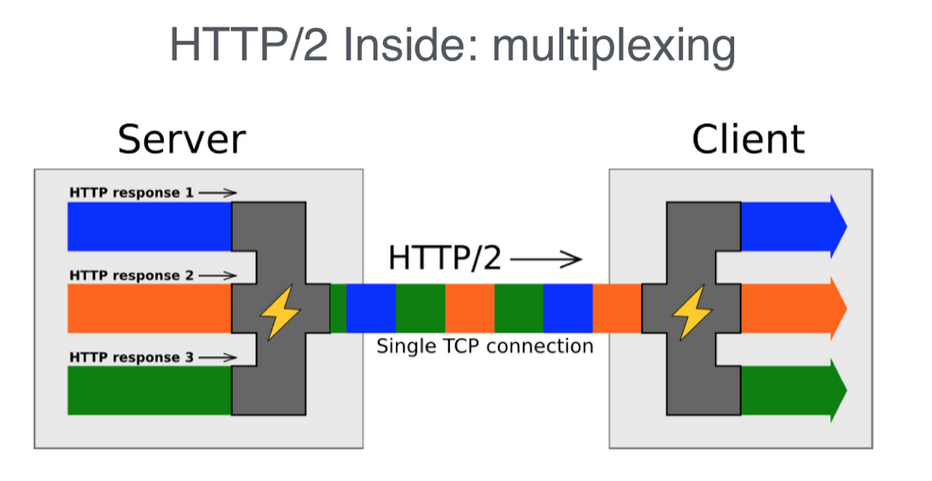 HTTP/2 Inside: multiplexing
Server
Client
HTTP response 1
HTTP response 2
HTTP response 3
HTTP/2
Single TCP connection